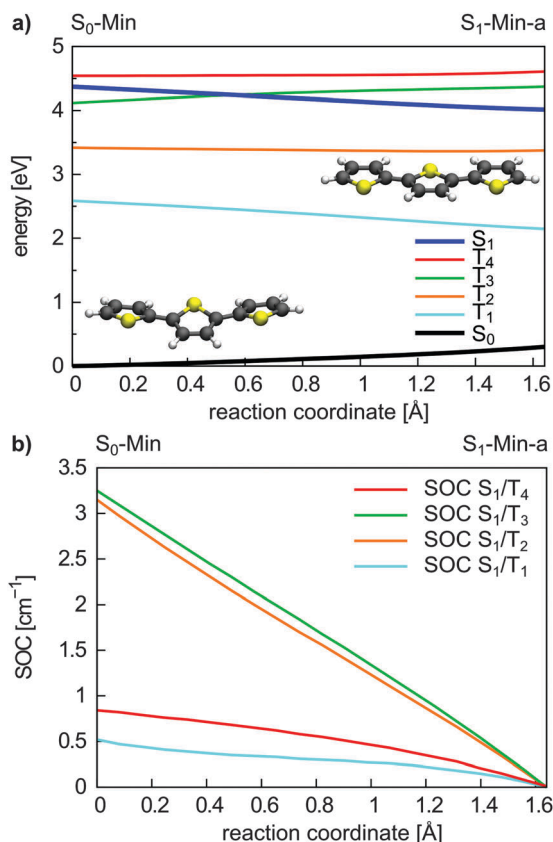 a) S₀-Min S₁-Min-a
5
4
3
2
1
0
energy [eV]
S₁
T₄
T₃
T₂
T₁
S₀
0 0.2 0.4 0.6 0.8 1 1.2 1.4 1.6
reaction coordinate [Å]
b) S₀-Min S₁-Min-a
3.5
3
2.5
2
1.5
1
0.5
0
SOC [cm⁻¹]
SOC S₁/T₄
SOC S₁/T₃
SOC S₁/T₂
SOC S₁/T₁
0 0.2 0.4 0.6 0.8 1 1.2 1.4 1.6
reaction coordinate [Å]